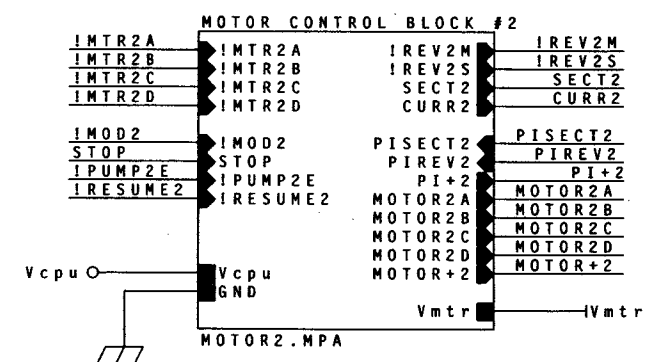 MOTOR CONTROL BLOCK #2
!MTR2A
!MTR2B
!MTR2C
!MTR2D
!MOD2
STOP
!PUMP2E
!RESUME2
Vcpu
!MTR2A
!MTR2B
!MTR2C
!MTR2D
!MOD2
STOP
!PUMP2E
!RESUME2
Vcpu
GND
!REV2M
!REV2S
SECT2
CURR2
PISECT2
PIREV2
PI+2
MOTOR2A
MOTOR2B
MOTOR2C
MOTOR2D
MOTOR+2
Vmtr
!REV2M
!REV2S
SECT2
CURR2
PISECT2
PIREV2
PI+2
MOTOR2A
MOTOR2B
MOTOR2C
MOTOR2D
MOTOR+2
Vmtr
MOTOR2.MPA